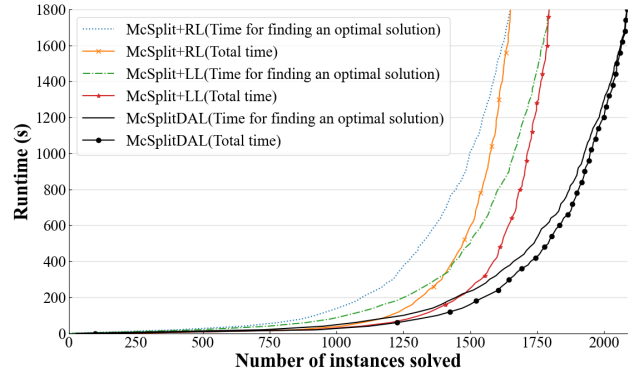 1800
1600
1400
1200
1000
800
600
400
200
0
Runtime (s)
McSplit+RL(Time for finding an optimal solution)
McSplit+RL(Total time)
McSplit+LL(Time for finding an optimal solution)
McSplit+LL(Total time)
McSplitDAL(Time for finding an optimal solution)
McSplitDAL(Total time)
0 250 500 750 1000 1250 1500 1750 2000
Number of instances solved